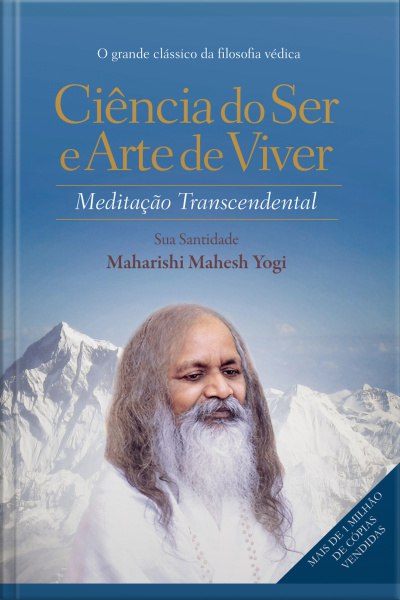 O grande clássico da filosofia védica
Ciência do Ser
e Arte de Viver
Meditação Transcendental
Sua Santidade
Maharishi Mahesh Yogi
MAIS DE 1 MILHÃO
DE CÓPIAS
VENDIDAS